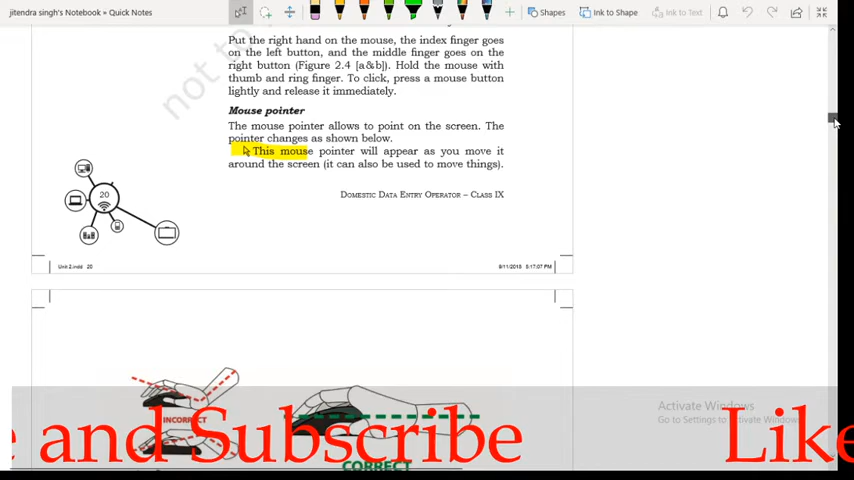 jitendra singh's Notebook » Quick Notes
Shapes
Ink to Shape
Ink to Text
Put the right hand on the mouse, the index finger goes
on the left button, and the middle finger goes on the
right button (Figure 2.4 [a&b]). Hold the mouse with
thumb and ring finger. To click, press a mouse button
lightly and release it immediately.
not to
Mouse pointer
The mouse pointer allows to point on the screen. The
pointer changes as shown below.
This mouse pointer will appear as you move it
around the screen (it can also be used to move things).
20
Domestic Data Entry Operator – Class IX
Unit 2.indd 20
9/11/2018 5:17:07 PM
INCORRECT
CORRECT
Activate Windows
Go to Settings to Activate Windows.
e and Subscribe
Like